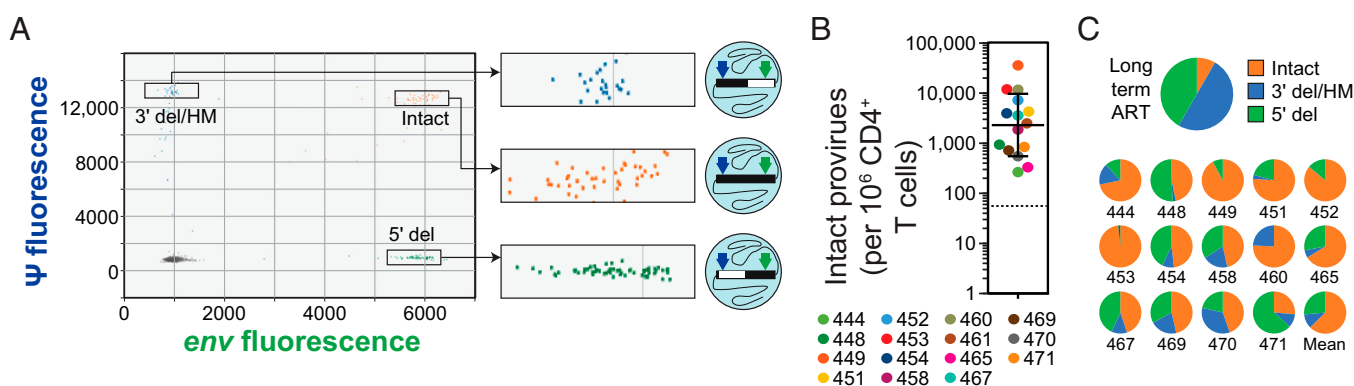 A
Ψ fluorescence
12,000
8000
4000
0
0
2000
4000
6000
env fluorescence
3' del/HM
Intact
5' del
B
Intact proviruses
(per 10⁶ CD4⁺
T cells)
100,000
10,000
1,000
100
10
1
444
452
460
469
448
453
461
470
449
454
465
471
451
458
467
C
Long
term
ART
Intact
3' del/HM
5' del
444
448
449
451
452
453
454
458
460
465
467
469
470
471
Mean